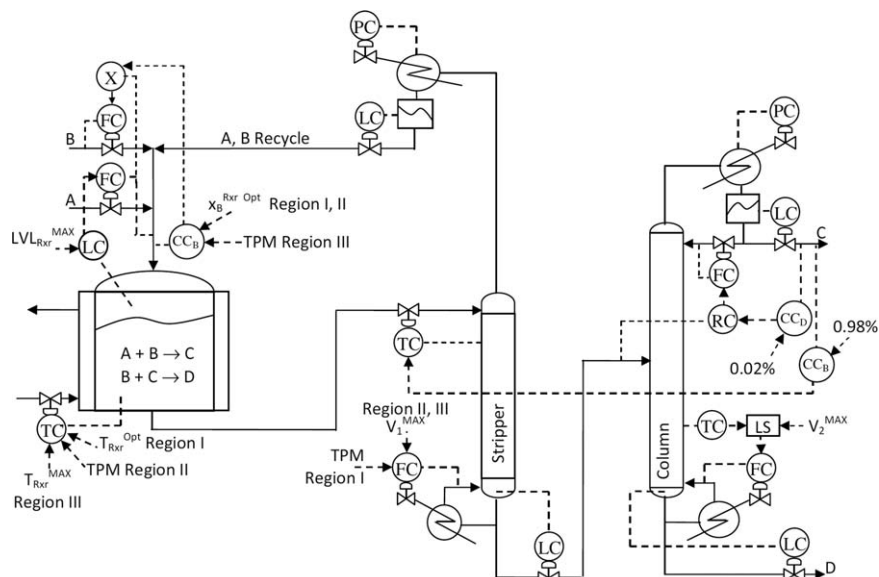 PC
X
FC
B
LC
A, B Recycle
PC
FC
A
x_B^Rxr Opt Region I, II
LVL_Rxr^MAX
LC
CC_B
TPM Region III
LC
C
FC
A + B → C
B + C → D
TC
RC
CC_D
0.98%
0.02%
CC_B
Region II, III
V_1^MAX
TC
T_Rxr^Opt Region I
TPM Region II
T_Rxr^MAX
Region III
TPM
Region I
FC
Stripper
Column
TC
LS
V_2^MAX
FC
LC
LC
D